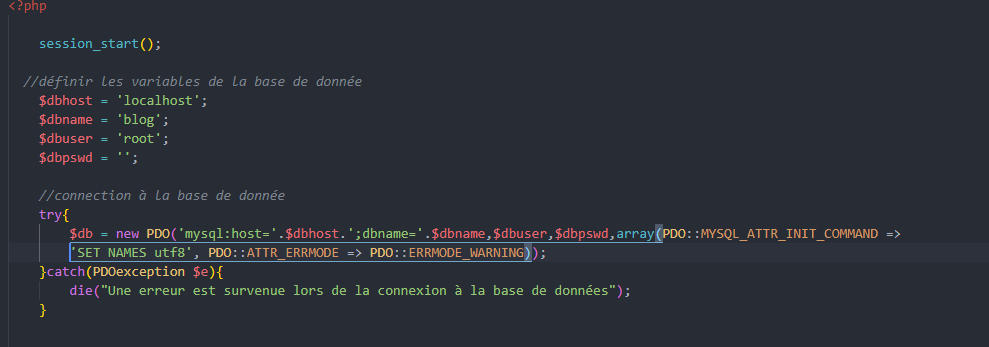 <?php
session_start();
//définir les variables de la base de donnée
$dbhost = 'localhost';
$dbname = 'blog';
$dbuser = 'root';
$dbpswd = '';
//connection à la base de donnée
try{
$db = new PDO('mysql:host='.$dbhost.';dbname='.$dbname,$dbuser,$dbpswd,array(PDO::MYSQL_ATTR_INIT_COMMAND =>
'SET NAMES utf8', PDO::ATTR_ERRMODE => PDO::ERRMODE_WARNING));
}catch(PDOexception $e){
die("Une erreur est survenue lors de la connexion à la base de données");
}